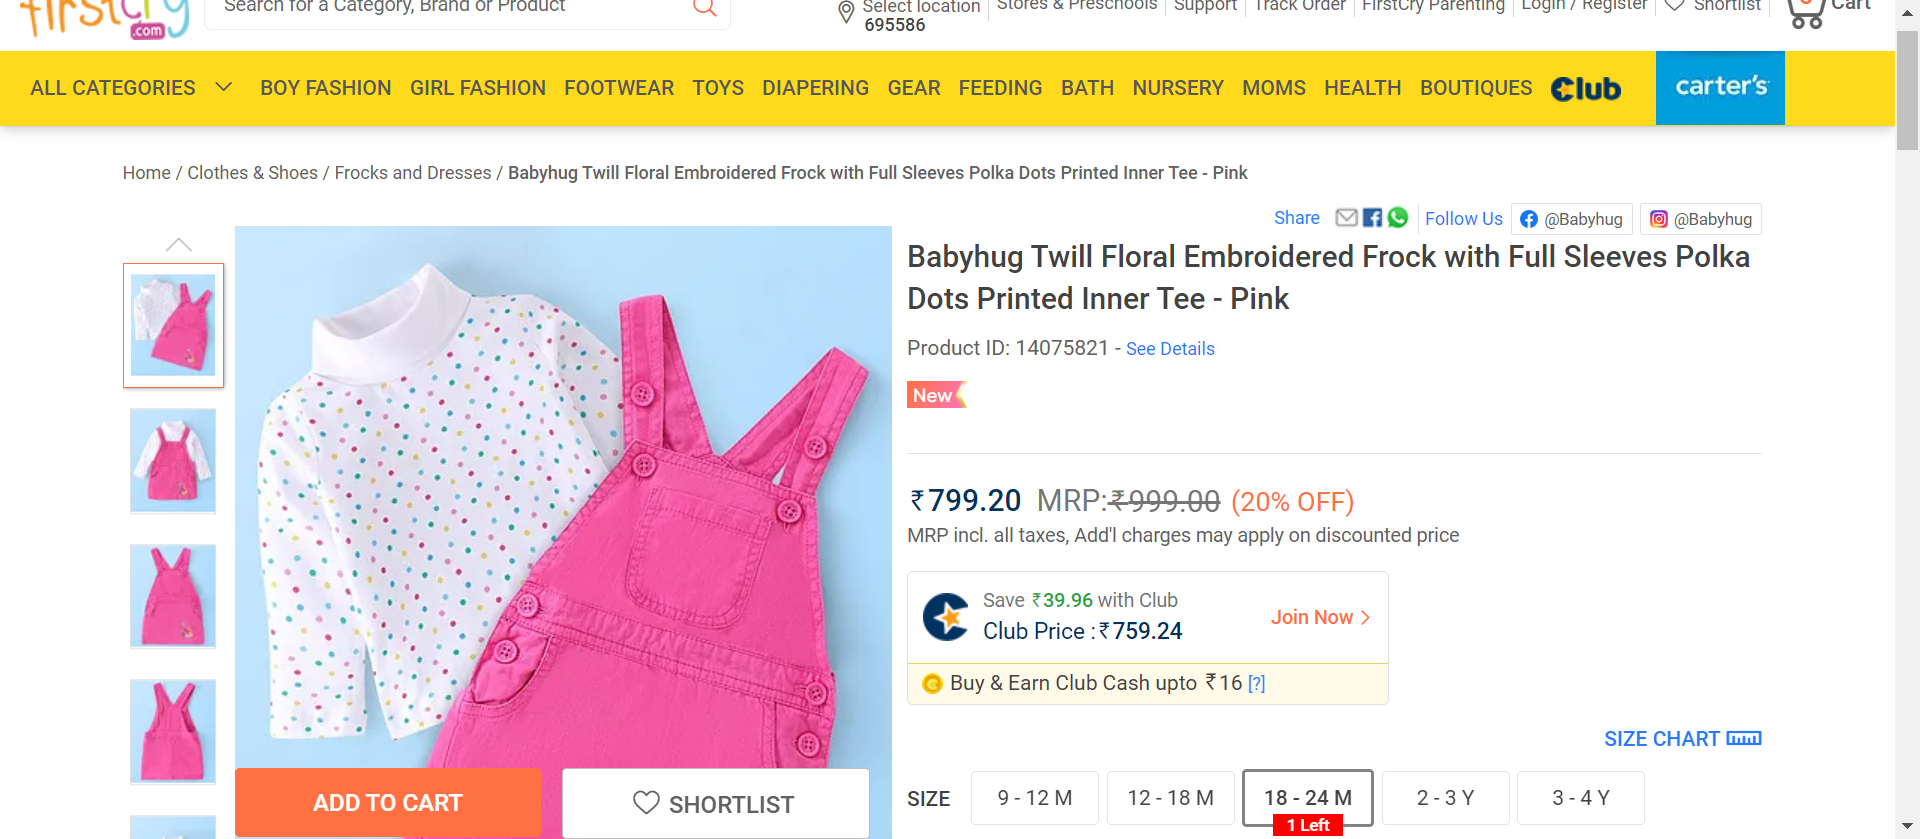 firstcry
.com
Search for a Category, Brand or Product
Select location
695586
Stores & Preschools
Support
Track Order
FirstCry Parenting
Login / Register
Shortlist
Cart
ALL CATEGORIES
BOY FASHION
GIRL FASHION
FOOTWEAR
TOYS
DIAPERING
GEAR
FEEDING
BATH
NURSERY
MOMS
HEALTH
BOUTIQUES
Club
carter's
Home / Clothes & Shoes / Frocks and Dresses / Babyhug Twill Floral Embroidered Frock with Full Sleeves Polka Dots Printed Inner Tee - Pink
Share
Follow Us
@Babyhug
@Babyhug
Babyhug Twill Floral Embroidered Frock with Full Sleeves Polka
Dots Printed Inner Tee - Pink
Product ID: 14075821 - See Details
New
₹799.20 MRP:₹999.00 (20% OFF)
MRP incl. all taxes, Add'l charges may apply on discounted price
Save ₹39.96 with Club
Club Price :₹759.24
Join Now >
Buy & Earn Club Cash upto ₹16 [?]
SIZE CHART
ADD TO CART
SHORTLIST
SIZE
9 - 12 M
12 - 18 M
18 - 24 M
2 - 3 Y
3 - 4 Y
1 Left